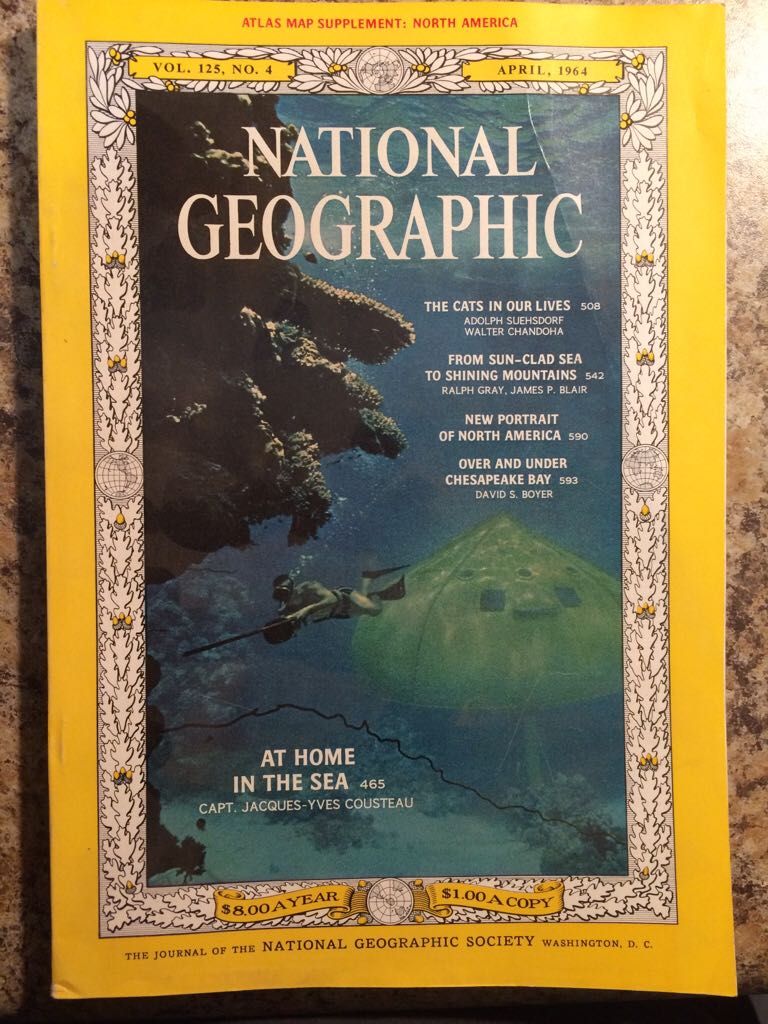 ATLAS MAP SUPPLEMENT: NORTH AMERICA
VOL. 125, NO. 4
APRIL, 1964
NATIONAL
GEOGRAPHIC
THE CATS IN OUR LIVES 508
ADOLPH SUEHSDORF
WALTER CHANDOHA
FROM SUN-CLAD SEA
TO SHINING MOUNTAINS 542
RALPH GRAY, JAMES P. BLAIR
NEW PORTRAIT
OF NORTH AMERICA 590
OVER AND UNDER
CHESAPEAKE BAY 593
DAVID S. BOYER
AT HOME
IN THE SEA 465
CAPT. JACQUES-YVES COUSTEAU
$8.00 A YEAR
$1.00 A COPY
THE JOURNAL OF THE NATIONAL GEOGRAPHIC SOCIETY WASHINGTON, D. C.